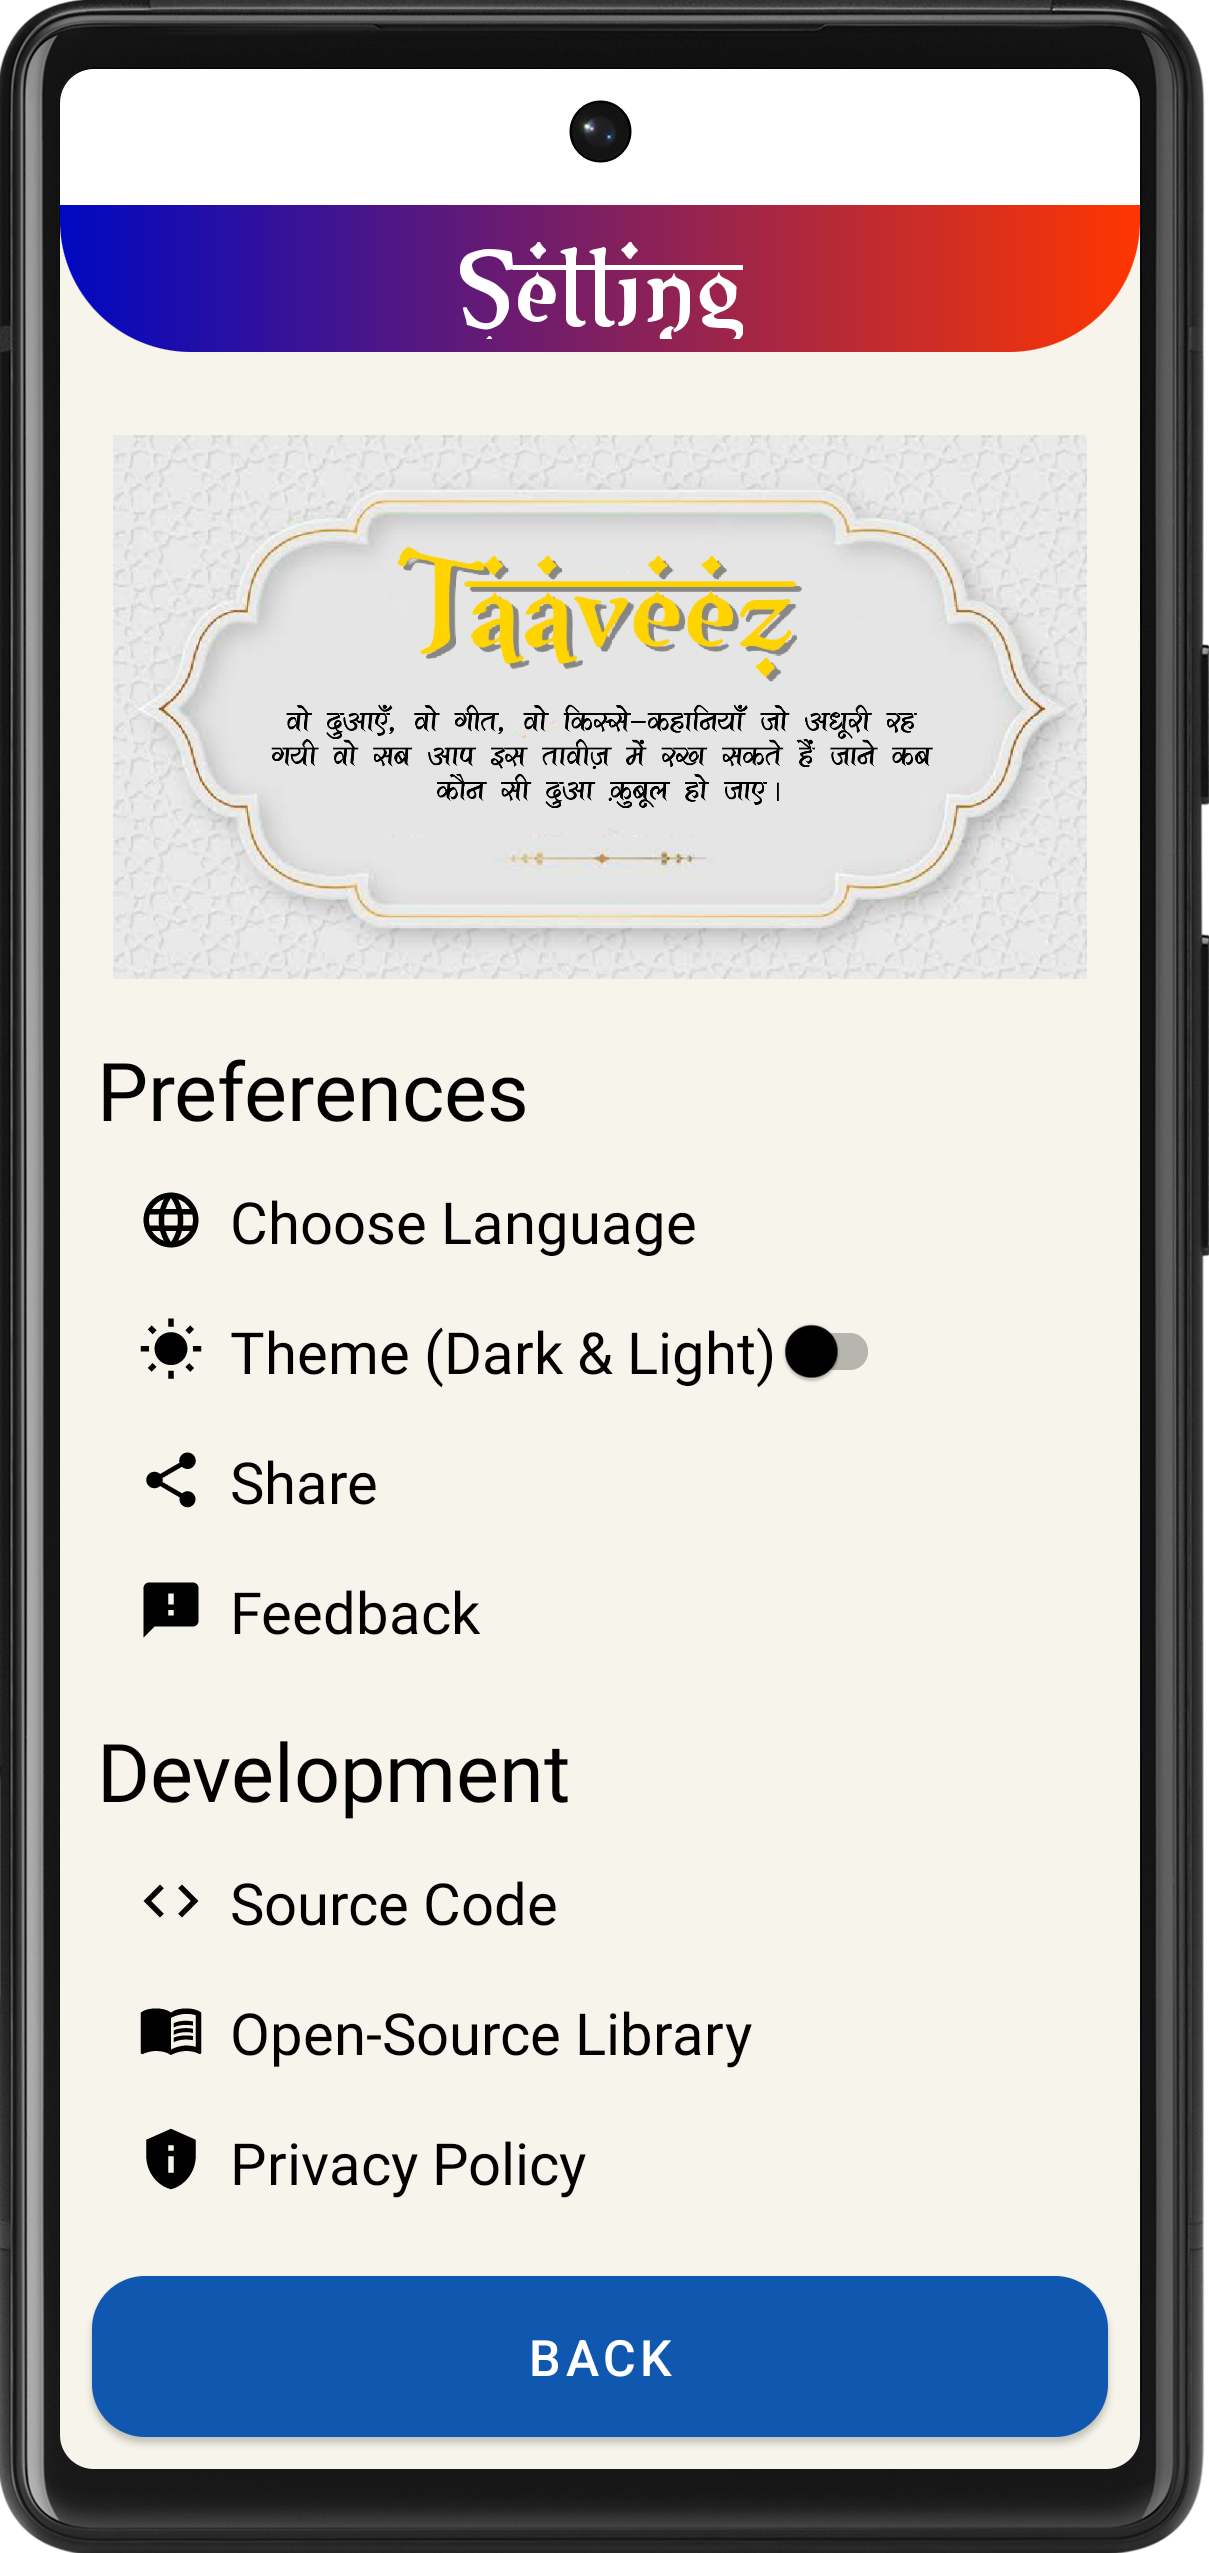 Setting
Taaveez
वो दुआएँ, वो गीत, वो किस्से-कहानियाँ जो अधूरी रह
गयी वो सब आप इस तावीज़ में रख सकते हैं जाने कब
कौन सी दुआ क़ुबूल हो जाए।
Preferences
Choose Language
Theme (Dark & Light)
Share
Feedback
Development
Source Code
Open-Source Library
Privacy Policy
BACK